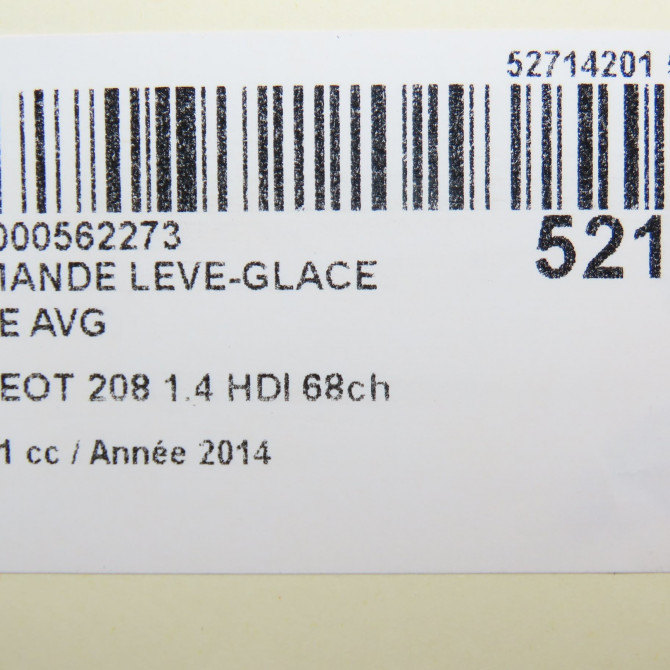 52714201
000562273
521
MANDE LEVE-GLACE
E AVG
EOT 208 1.4 HDI 68ch
1 cc / Année 2014